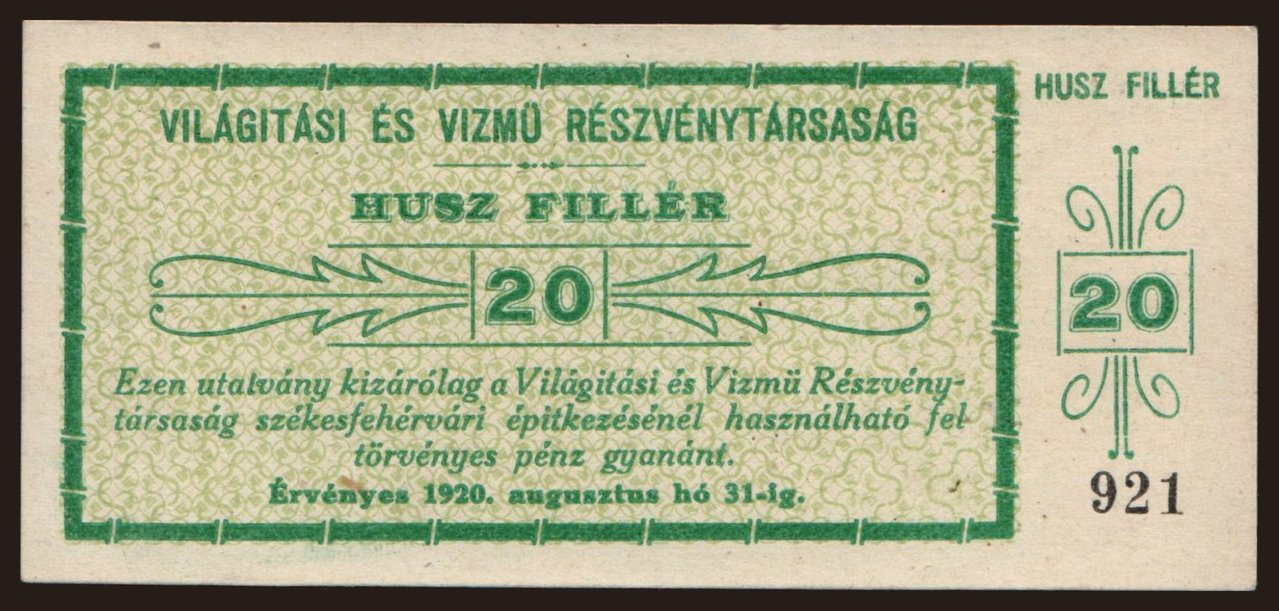 VILÁGITÁSI ÉS VIZMÜ RÉSZVÉNYTÁRSASÁG
HUSZ FILLÉR
20
Ezen utalvány kizárólag a Világitási és Vizmü Részvény-
társaság székesfehérvári épitkezésénél használható fel
törvényes pénz gyanánt.
Érvényes 1920. augusztus hó 31-ig.
HUSZ FILLÉR
20
921